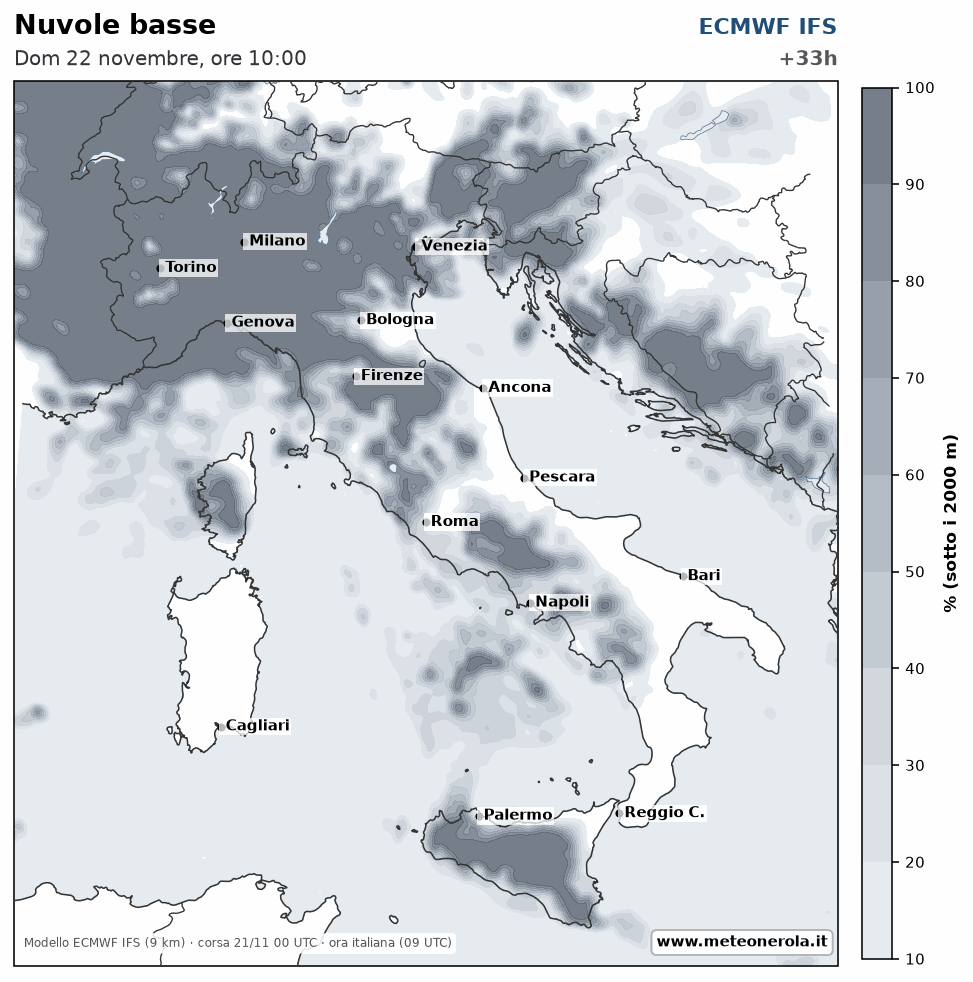 Nuvole basse
ECMWF IFS
Dom 22 novembre, ore 10:00
+33h
Milano
Venezia
Torino
Genova
Bologna
Firenze
Ancona
Pescara
Roma
Bari
Napoli
Cagliari
Palermo
Reggio C.
Modello ECMWF IFS (9 km) · corsa 21/11 00 UTC · ora italiana (09 UTC)
www.meteonerola.it
100
90
80
70
60
50
40
30
20
10
% (sotto i 2000 m)